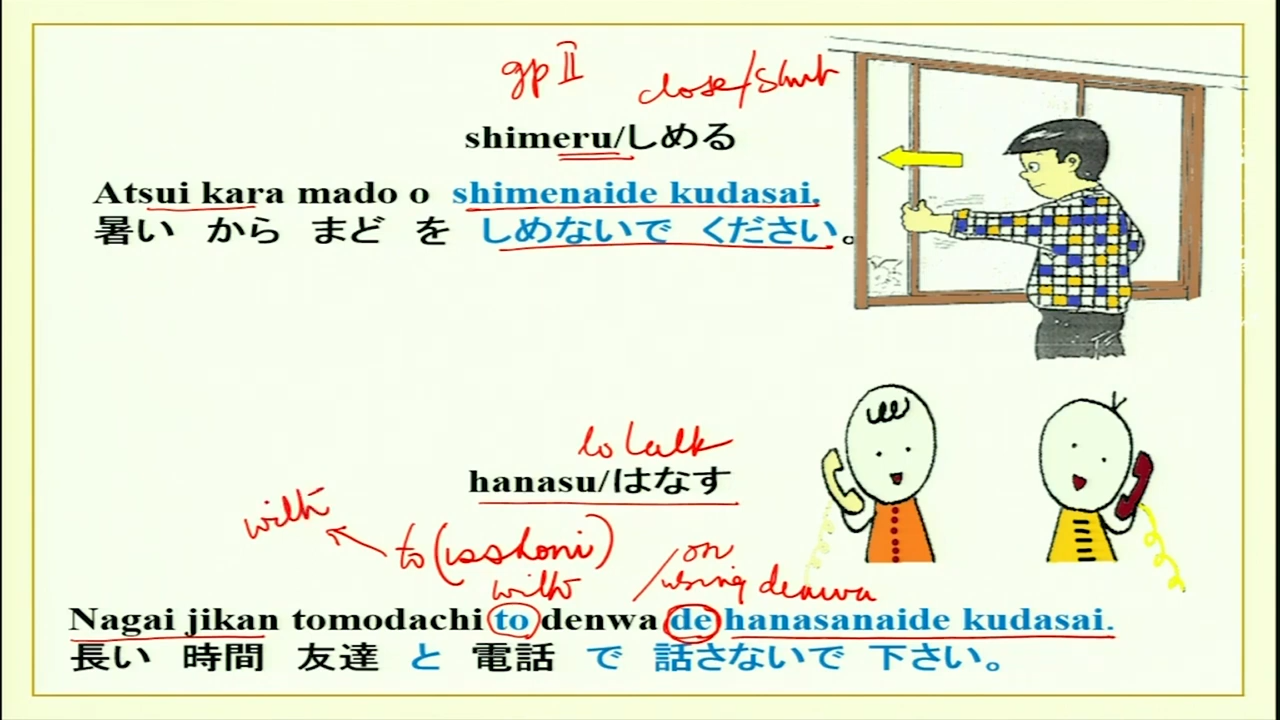 gp II
close/shut
shimeru/しめる
Atsui kara mado o shimenaide kudasai.
暑い から まど を しめないで ください。
to talk
hanasu/はなす
with
to (isshoni)
with
on
/using denwa
Nagai jikan tomodachi to denwa de hanasanaide kudasai.
長い 時間 友達 と 電話 で 話さないで 下さい。